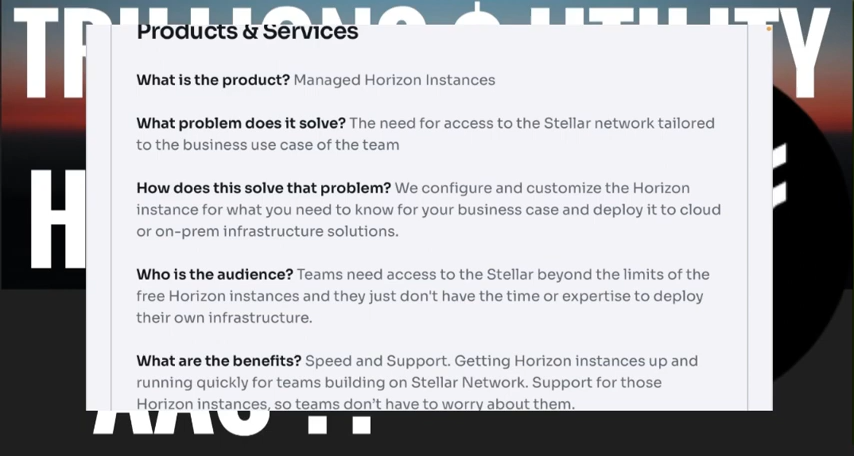 TRILLIONS $ UTILITY
Products & Services
What is the product? Managed Horizon Instances
What problem does it solve? The need for access to the Stellar network tailored
to the business use case of the team
How does this solve that problem? We configure and customize the Horizon
instance for what you need to know for your business case and deploy it to cloud
or on-prem infrastructure solutions.
Who is the audience? Teams need access to the Stellar beyond the limits of the
free Horizon instances and they just don't have the time or expertise to deploy
their own infrastructure.
What are the benefits? Speed and Support. Getting Horizon instances up and
running quickly for teams building on Stellar Network. Support for those
Horizon instances, so teams don't have to worry about them.